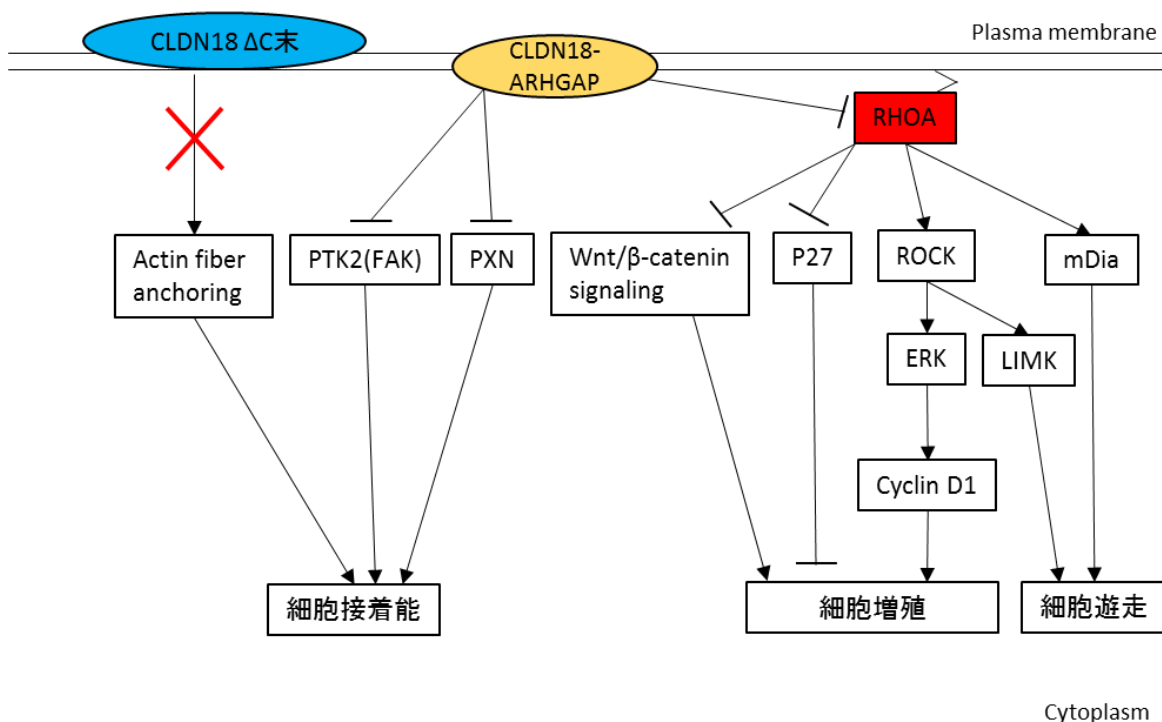 Plasma membrane
CLDN18 ΔC末
CLDN18-
ARHGAP
RHOA
Actin fiber
anchoring
PTK2(FAK)
PXN
Wnt/β-catenin
signaling
P27
ROCK
mDia
ERK
LIMK
Cyclin D1
細胞接着能
細胞増殖
細胞遊走
Cytoplasm